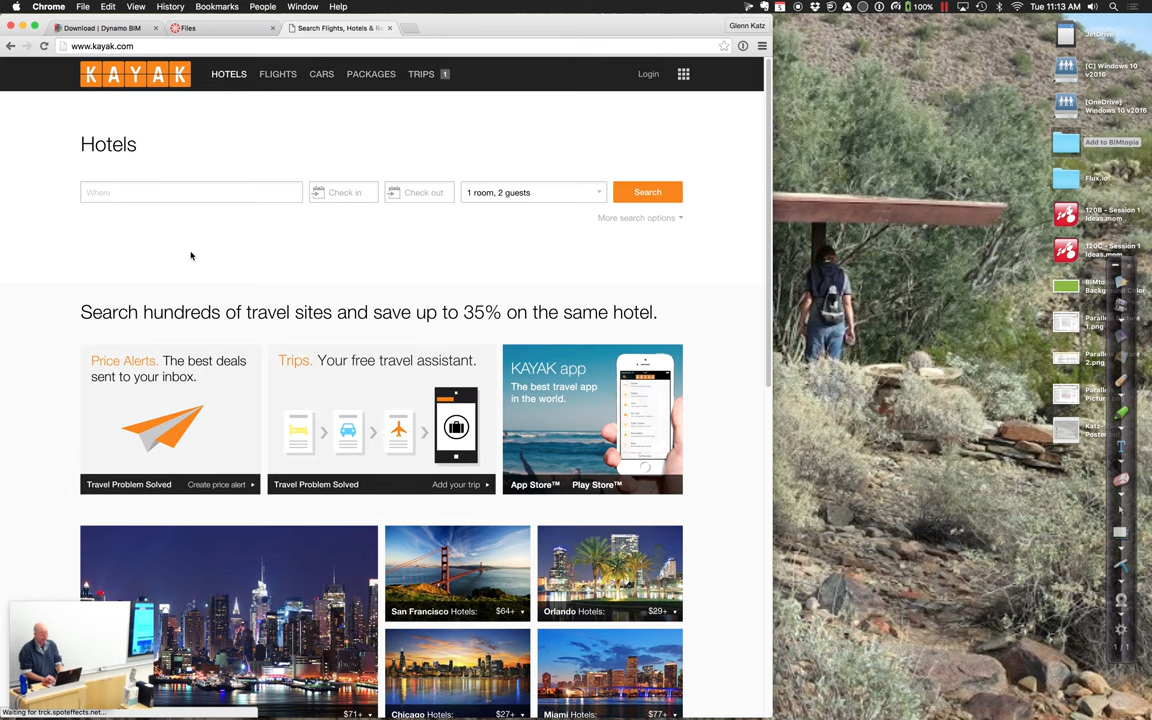 Chrome File Edit View History Bookmarks People Window Help
100% Tue 11:13 AM
Download | Dynamo BIM
Files
Search Flights, Hotels & R
Glenn Katz
www.kayak.com
KAYAK
HOTELS FLIGHTS CARS PACKAGES TRIPS 1
Login
Hotels
Where
Check in
Check out
1 room, 2 guests
Search
More search options
Search hundreds of travel sites and save up to 35% on the same hotel.
Price Alerts. The best deals
sent to your inbox.
Travel Problem Solved Create price alert
Trips. Your free travel assistant.
Travel Problem Solved Add your trip
KAYAK app
The best travel app
in the world.
App Store™ Play Store™
$71+
San Francisco Hotels: $64+
Orlando Hotels: $29+
Chicago Hotels: $27+
Miami Hotels: $77+
Waiting for trck.spoteffects.net...
JetDrive
[C] Windows 10
v2016
[OneDrive]
Windows 10 v2016
Add to BIMtopia
Flux.io
120B - Session 1
Ideas.mom
120C - Session 1
Ideas.mom
Background Color
1 / 1